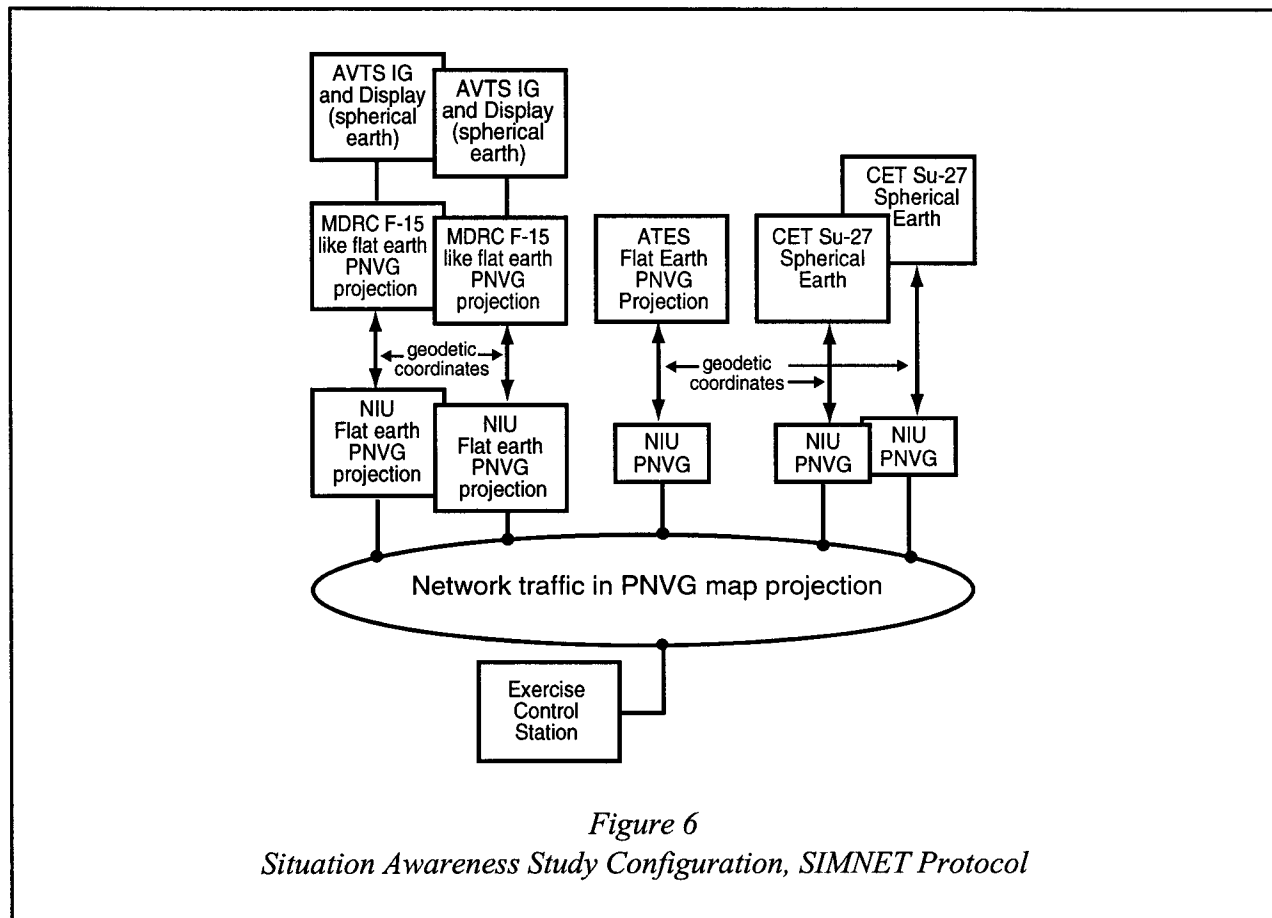 AVTS IG
and Display
(spherical
earth)
AVTS IG
and Display
(spherical
earth)
MDRC F-15
like flat earth
PNVG
projection
MDRC F-15
like flat earth
PNVG
projection
ATES
Flat Earth
PNVG
Projection
CET Su-27
Spherical
Earth
CET Su-27
Spherical
Earth
geodetic
coordinates
geodetic
coordinates
NIU
Flat earth
PNVG
projection
NIU
Flat earth
PNVG
projection
NIU
PNVG
NIU
PNVG
NIU
PNVG
Network traffic in PNVG map projection
Exercise
Control
Station
Figure 6
Situation Awareness Study Configuration, SIMNET Protocol